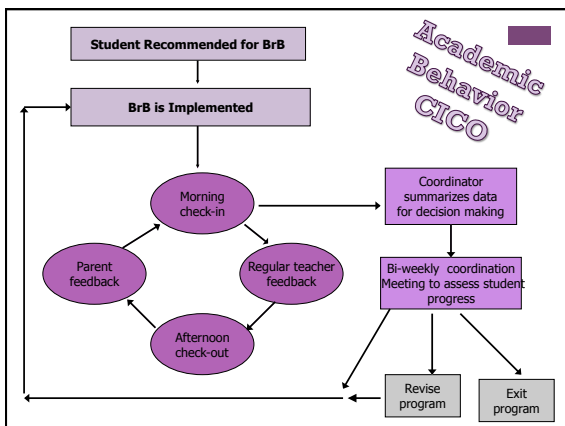 Student Recommended for BrB
Academic
Behavior
CICO
BrB is Implemented
Morning
check-in
Coordinator
summarizes data
for decision making
Parent
feedback
Regular teacher
feedback
Bi-weekly coordination
Meeting to assess student
progress
Afternoon
check-out
Revise
program
Exit
program